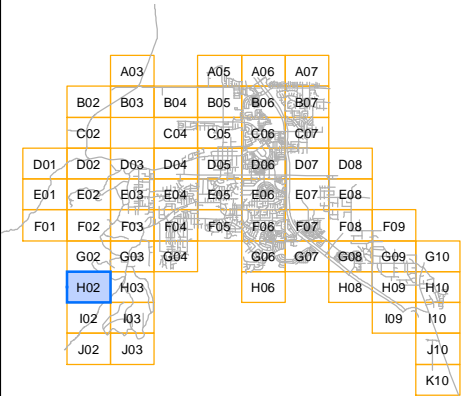 A03 A05 A06 A07
B02 B03 B04 B05 B06 B07
C02 C04 C05 C06 C07
D01 D02 D03 D04 D05 D06 D07 D08
E01 E02 E03 E04 E05 E06 E07 E08
F01 F02 F03 F04 F05 F06 F07 F08 F09
G02 G03 G04 G06 G07 G08 G09 G10
H02 H03 H06 H08 H09 H10
I02 I03 I09 I10
J02 J03 J10
K10